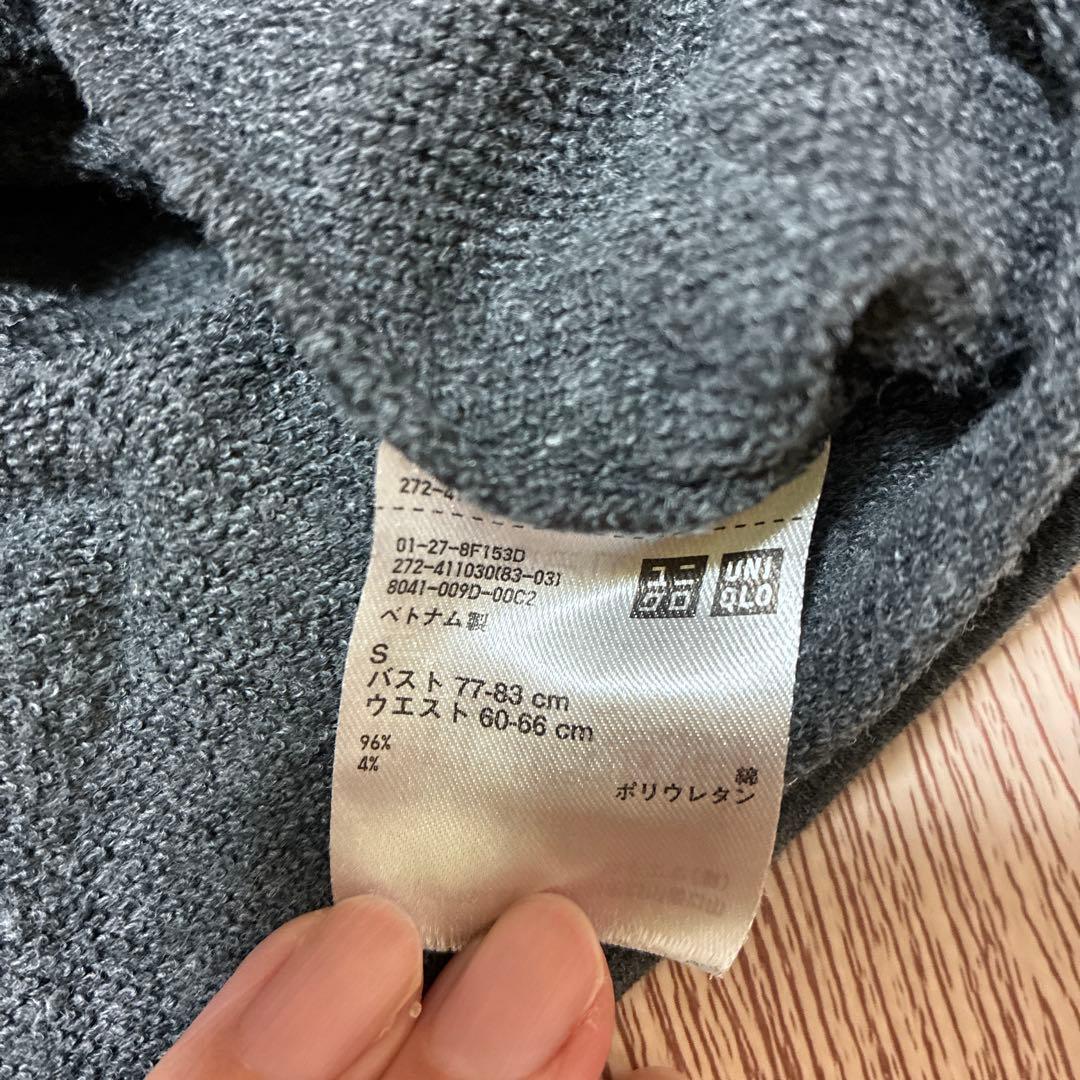 272-4
01-27-8F153D
272-411030(83-03)
8041-009D-00C2
ベトナム製
ユニ
クロ
UNI
QLO
S
バスト 77-83 cm
ウエスト 60-66 cm
96% 綿
4% ポリウレタン